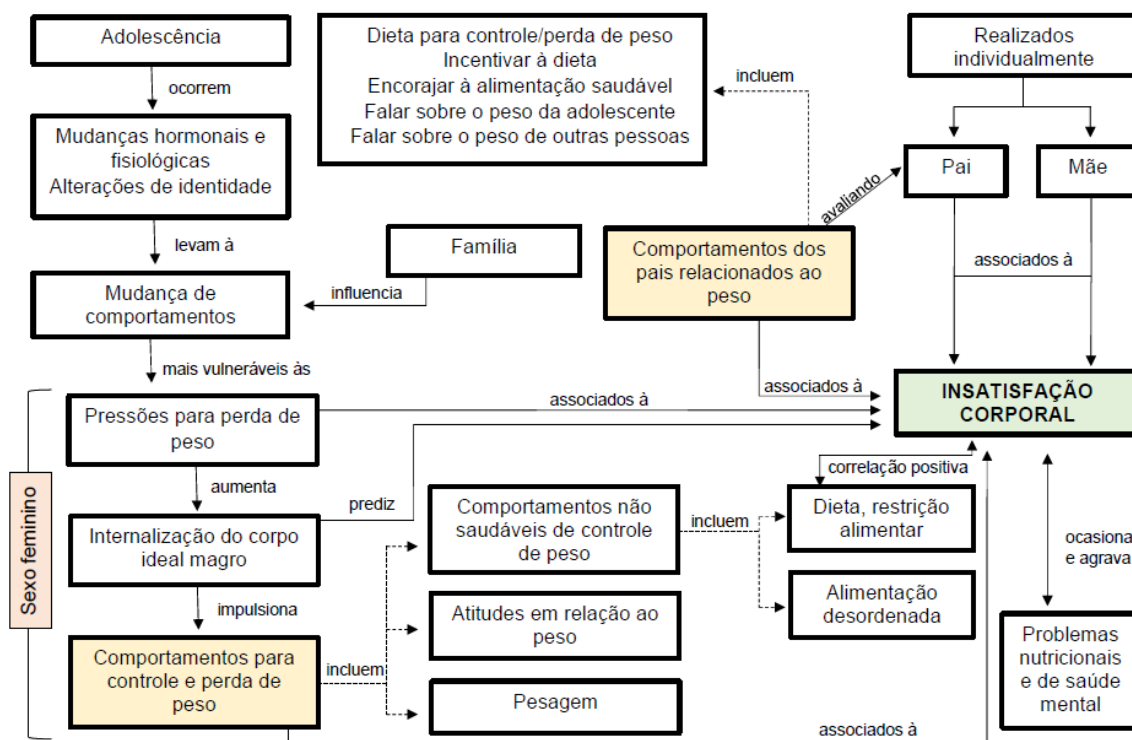 Adolescência
ocorrem
Mudanças hormonais e
fisiológicas
Alterações de identidade
levam à
Mudança de
comportamentos
Família
influencia
mais vulneráveis às
Dieta para controle/perda de peso
Incentivar à dieta
Encorajar à alimentação saudável
Falar sobre o peso da adolescente
Falar sobre o peso de outras pessoas
incluem
Realizados
individualmente
Pai
Mãe
avaliando
Comportamentos dos
pais relacionados ao
peso
associados à
associados à
INSATISFAÇÃO
CORPORAL
Sexo feminino
Pressões para perda de
peso
associados à
aumenta
Internalização do corpo
ideal magro
prediz
impulsiona
Comportamentos para
controle e perda de
peso
incluem
Comportamentos não
saudáveis de controle
de peso
Atitudes em relação ao
peso
Pesagem
incluem
correlação positiva
Dieta, restrição
alimentar
Alimentação
desordenada
ocasiona
e agrava
Problemas
nutricionais
e de saúde
mental
associados à